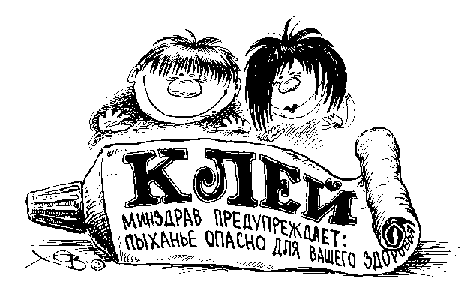 КЛЕЙ
МИНЗДРАВ ПРЕДУПРЕЖДАЕТ:
ПЫХАНЬЕ ОПАСНО ДЛЯ ВАШЕГО ЗДОРОВЬЯ